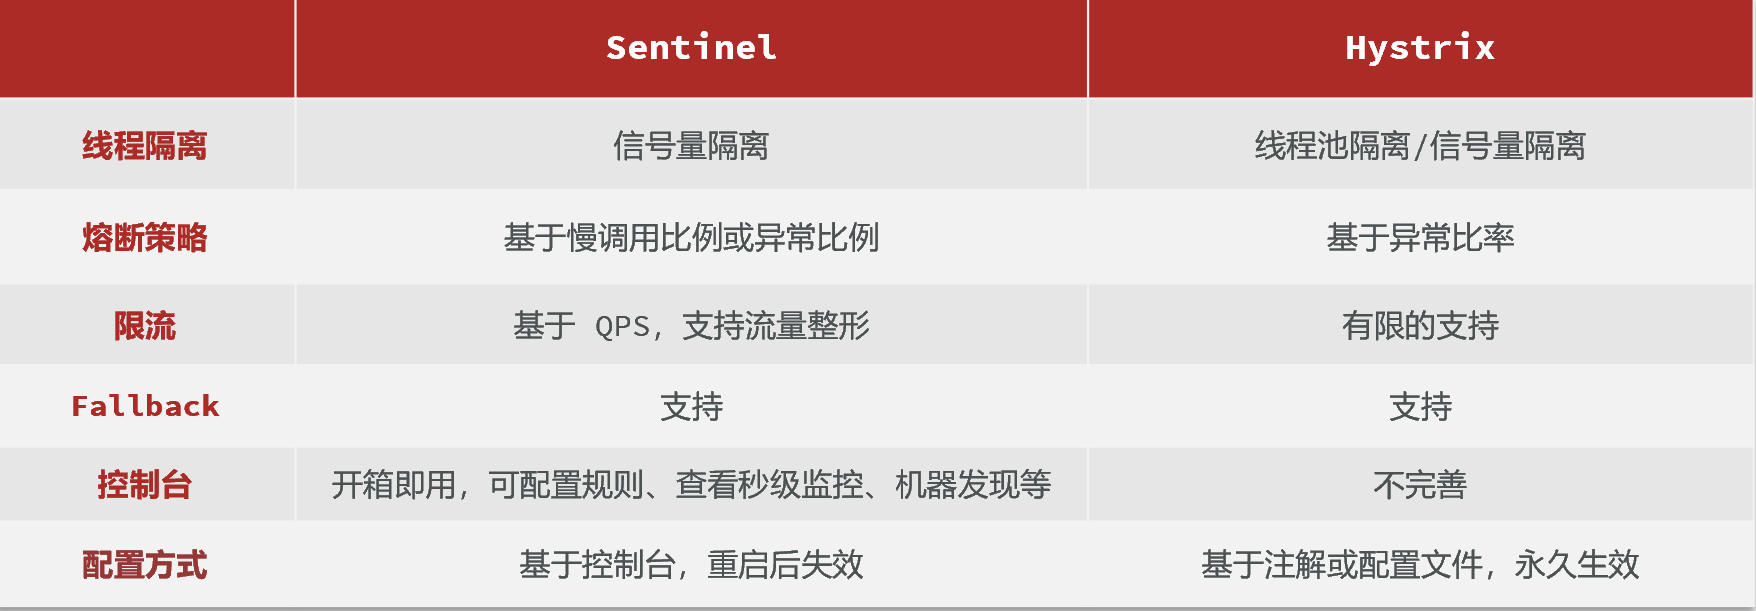 Sentinel Hystrix
线程隔离 信号量隔离 线程池隔离/信号量隔离
熔断策略 基于慢调用比例或异常比例 基于异常比率
限流 基于 QPS，支持流量整形 有限的支持
Fallback 支持 支持
控制台 开箱即用，可配置规则、查看秒级监控、机器发现等 不完善
配置方式 基于控制台，重启后失效 基于注解或配置文件，永久生效